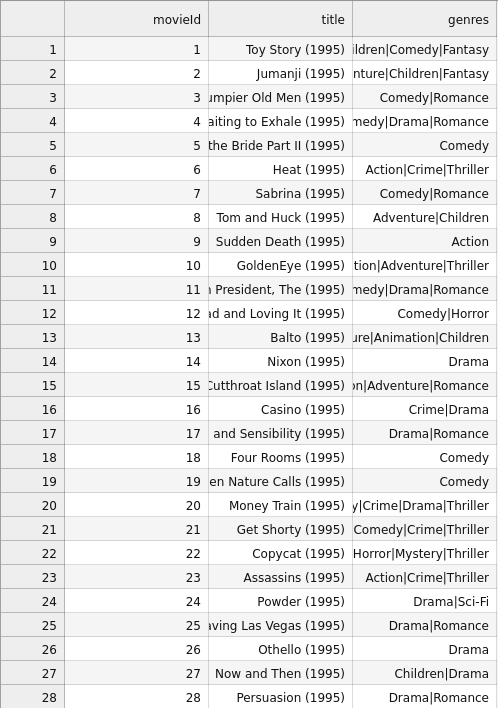 movieId title genres
1 1 Toy Story (1995) ldren|Comedy|Fantasy
2 2 Jumanji (1995) nture|Children|Fantasy
3 3 umpier Old Men (1995) Comedy|Romance
4 4 aiting to Exhale (1995) medy|Drama|Romance
5 5 the Bride Part II (1995) Comedy
6 6 Heat (1995) Action|Crime|Thriller
7 7 Sabrina (1995) Comedy|Romance
8 8 Tom and Huck (1995) Adventure|Children
9 9 Sudden Death (1995) Action
10 10 GoldenEye (1995) tion|Adventure|Thriller
11 11 President, The (1995) medy|Drama|Romance
12 12 ad and Loving It (1995) Comedy|Horror
13 13 Balto (1995) ure|Animation|Children
14 14 Nixon (1995) Drama
15 15 Cutthroat Island (1995) on|Adventure|Romance
16 16 Casino (1995) Crime|Drama
17 17 and Sensibility (1995) Drama|Romance
18 18 Four Rooms (1995) Comedy
19 19 en Nature Calls (1995) Comedy
20 20 Money Train (1995) y|Crime|Drama|Thriller
21 21 Get Shorty (1995) Comedy|Crime|Thriller
22 22 Copycat (1995) Horror|Mystery|Thriller
23 23 Assassins (1995) Action|Crime|Thriller
24 24 Powder (1995) Drama|Sci-Fi
25 25 aving Las Vegas (1995) Drama|Romance
26 26 Othello (1995) Drama
27 27 Now and Then (1995) Children|Drama
28 28 Persuasion (1995) Drama|Romance